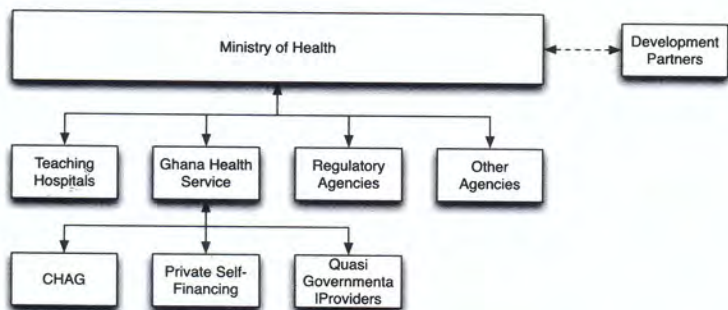 Ministry of Health
Development
Partners
Teaching
Hospitals
Ghana Health
Service
Regulatory
Agencies
Other
Agencies
CHAG
Private Self-
Financing
Quasi
Governmenta
lProviders